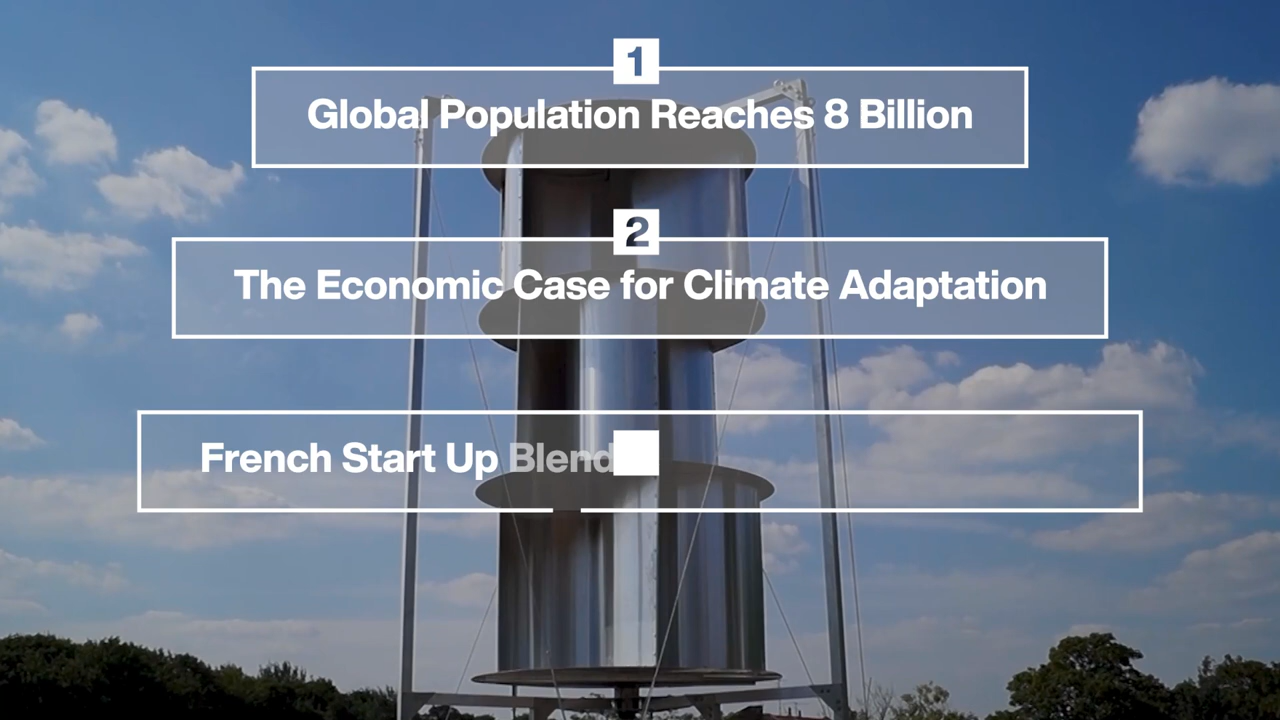 1
Global Population Reaches 8 Billion
2
The Economic Case for Climate Adaptation
French Start Up Blend